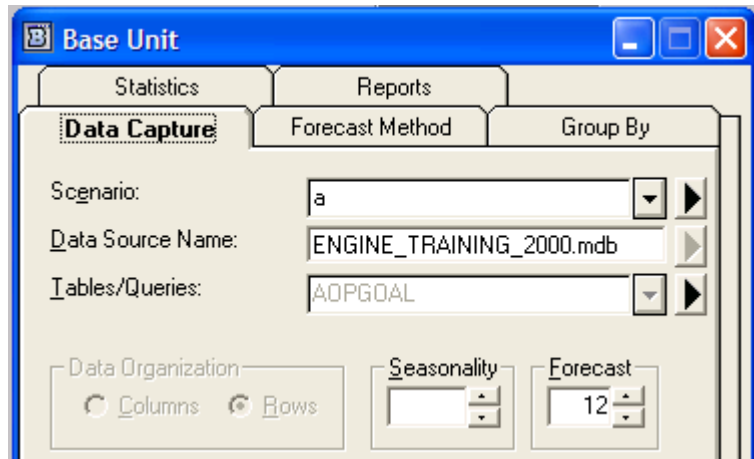 B Base Unit
Statistics Reports
Data Capture Forecast Method Group By
Scenario: a
Data Source Name: ENGINE_TRAINING_2000.mdb
Tables/Queries: AOPGOAL
Data Organization Seasonality Forecast
Columns Rows 12